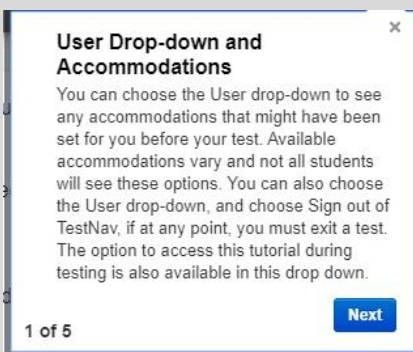 ×
User Drop-down and
Accommodations
You can choose the User drop-down to see
any accommodations that might have been
set for you before your test. Available
accommodations vary and not all students
will see these options. You can also choose
the User drop-down, and choose Sign out of
TestNav, if at any point, you must exit a test.
The option to access this tutorial during
testing is also available in this drop down.
Next
1 of 5